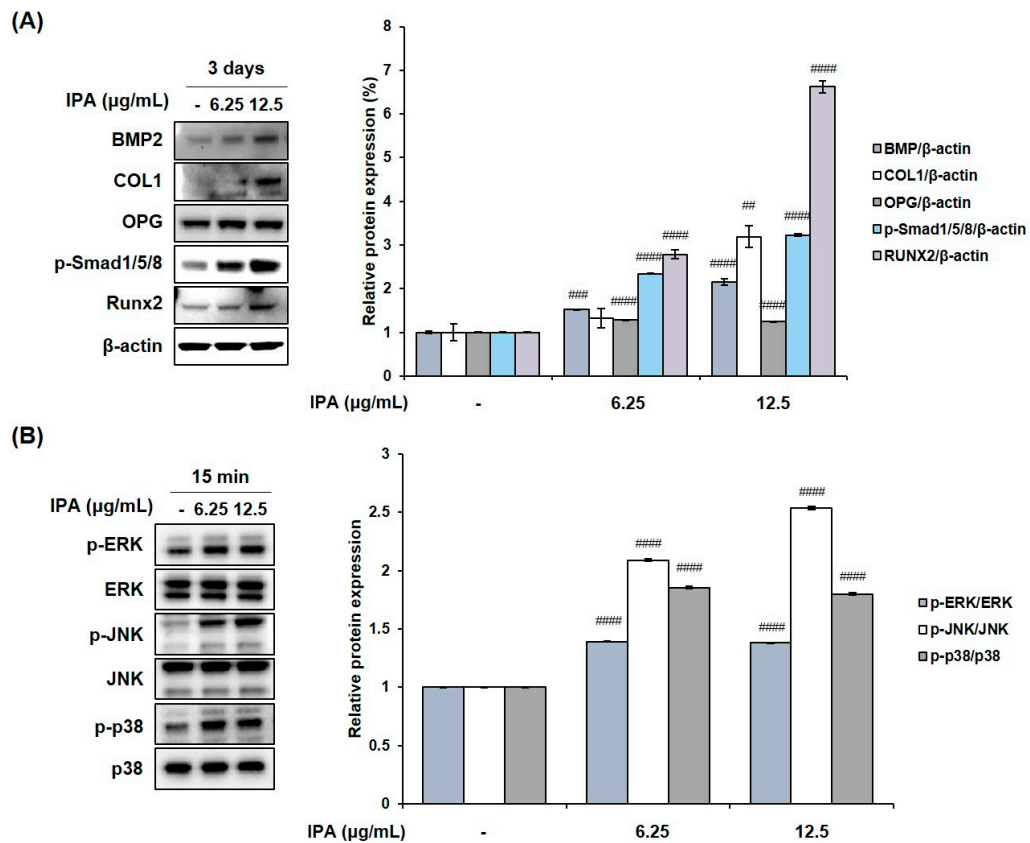 (A)
3 days
IPA (µg/mL) - 6.25 12.5
BMP2
COL1
OPG
p-Smad1/5/8
Runx2
β-actin
Relative protein expression (%)
8
7
6
5
4
3
2
1
0
### #### #### ####
#### ## #### #### ####
IPA (µg/mL) - 6.25 12.5
BMP/β-actin
COL1/β-actin
OPG/β-actin
p-Smad1/5/8/β-actin
RUNX2/β-actin
(B)
15 min
IPA (µg/mL) - 6.25 12.5
p-ERK
ERK
p-JNK
JNK
p-p38
p38
Relative protein expression
3
2.5
2
1.5
1
0.5
0
#### #### ####
#### #### ####
IPA (µg/mL) - 6.25 12.5
p-ERK/ERK
p-JNK/JNK
p-p38/p38